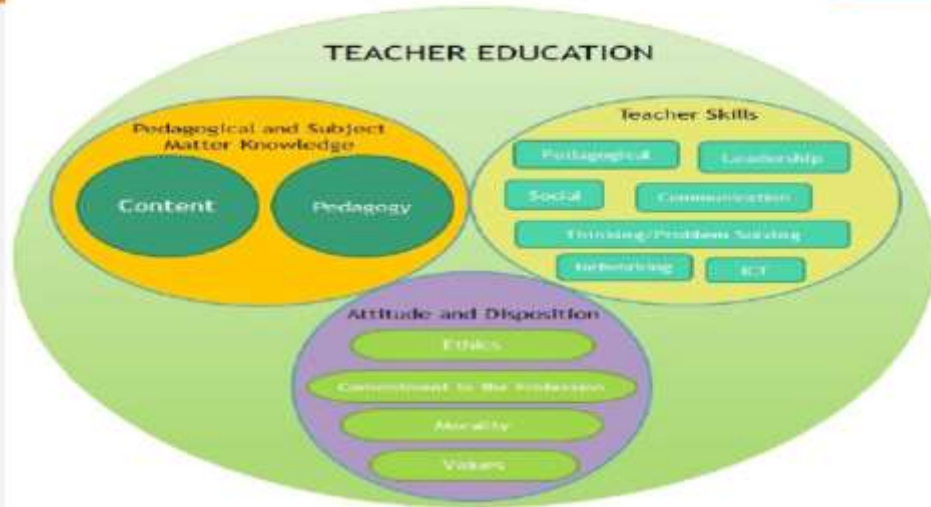 TEACHER EDUCATION
Pedagogical and Subject
Matter Knowledge
Content
Pedagogy
Teacher Skills
Pedagogical
Leadership
Social
Communication
Thinking/Problem Solving
Networking
ICT
Attitude and Disposition
Ethics
Commitment to the Profession
Morality
Values